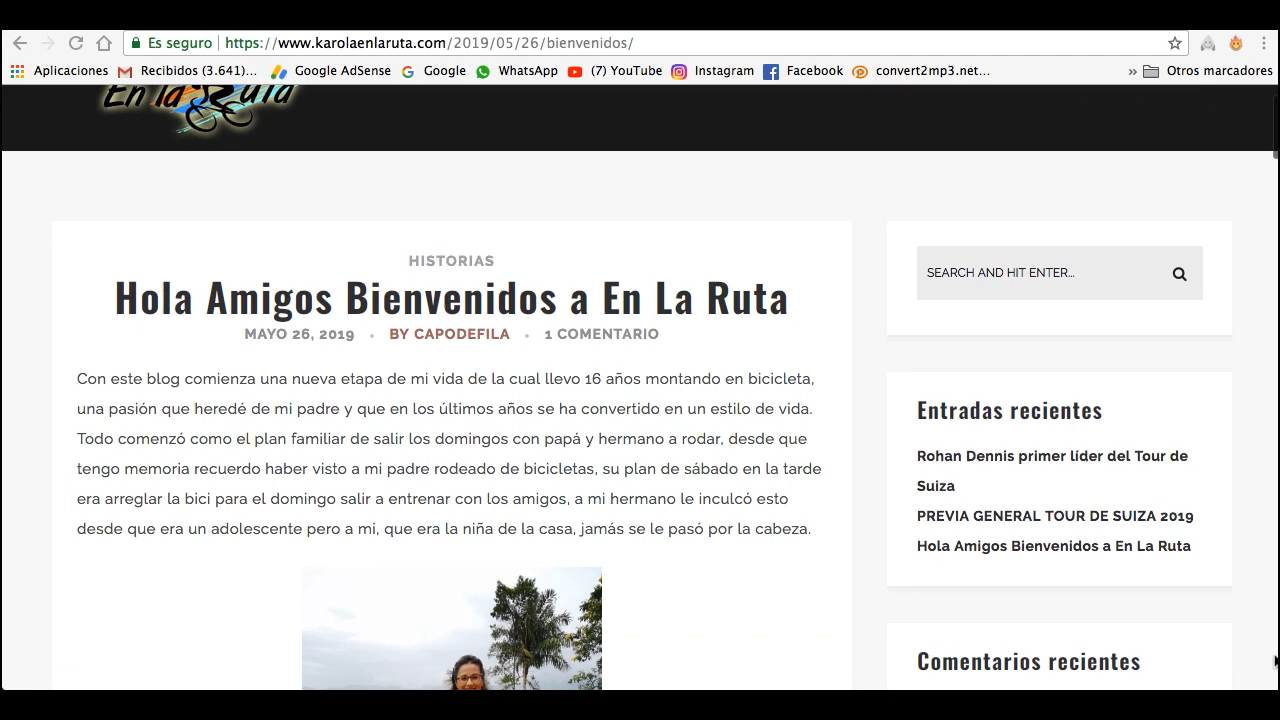 Es seguro
https://www.karolaenlaruta.com/2019/05/26/bienvenidos/
Aplicaciones
Recibidos (3.641)...
Google AdSense
Google
WhatsApp
(7) YouTube
Instagram
Facebook
convert2mp3.net...
»
Otros marcadores
En la Ruta
HISTORIAS
Hola Amigos Bienvenidos a En La Ruta
MAYO 26, 2019 • BY CAPODEFILA • 1 COMENTARIO
Con este blog comienza una nueva etapa de mi vida de la cual llevo 16 años montando en bicicleta,
una pasión que heredé de mi padre y que en los últimos años se ha convertido en un estilo de vida.
Todo comenzó como el plan familiar de salir los domingos con papá y hermano a rodar, desde que
tengo memoria recuerdo haber visto a mi padre rodeado de bicicletas, su plan de sábado en la tarde
era arreglar la bici para el domingo salir a entrenar con los amigos, a mi hermano le inculcó esto
desde que era un adolescente pero a mi, que era la niña de la casa, jamás se le pasó por la cabeza.
SEARCH AND HIT ENTER...
Entradas recientes
Rohan Dennis primer líder del Tour de
Suiza
PREVIA GENERAL TOUR DE SUIZA 2019
Hola Amigos Bienvenidos a En La Ruta
Comentarios recientes